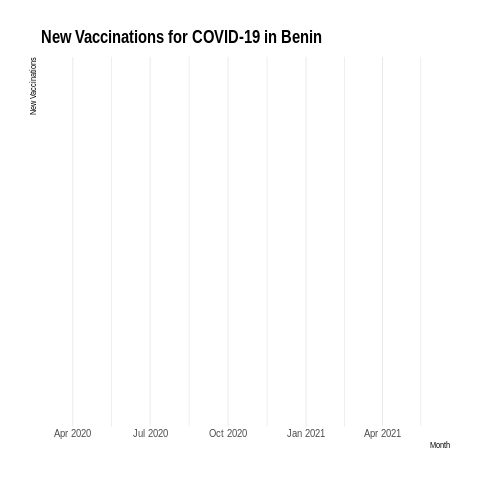 New Vaccinations for COVID-19 in Benin
New Vaccinations
Apr 2020 Jul 2020 Oct 2020 Jan 2021 Apr 2021
Month